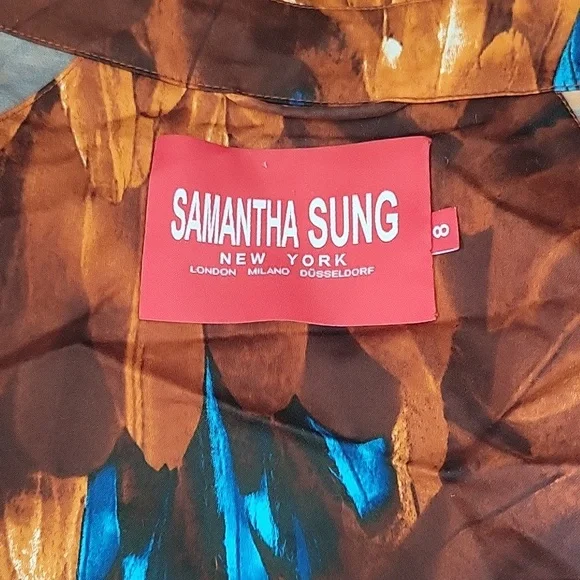 SAMANTHA SUNG
NEW YORK
LONDON MILANO DÜSSELDORF
8